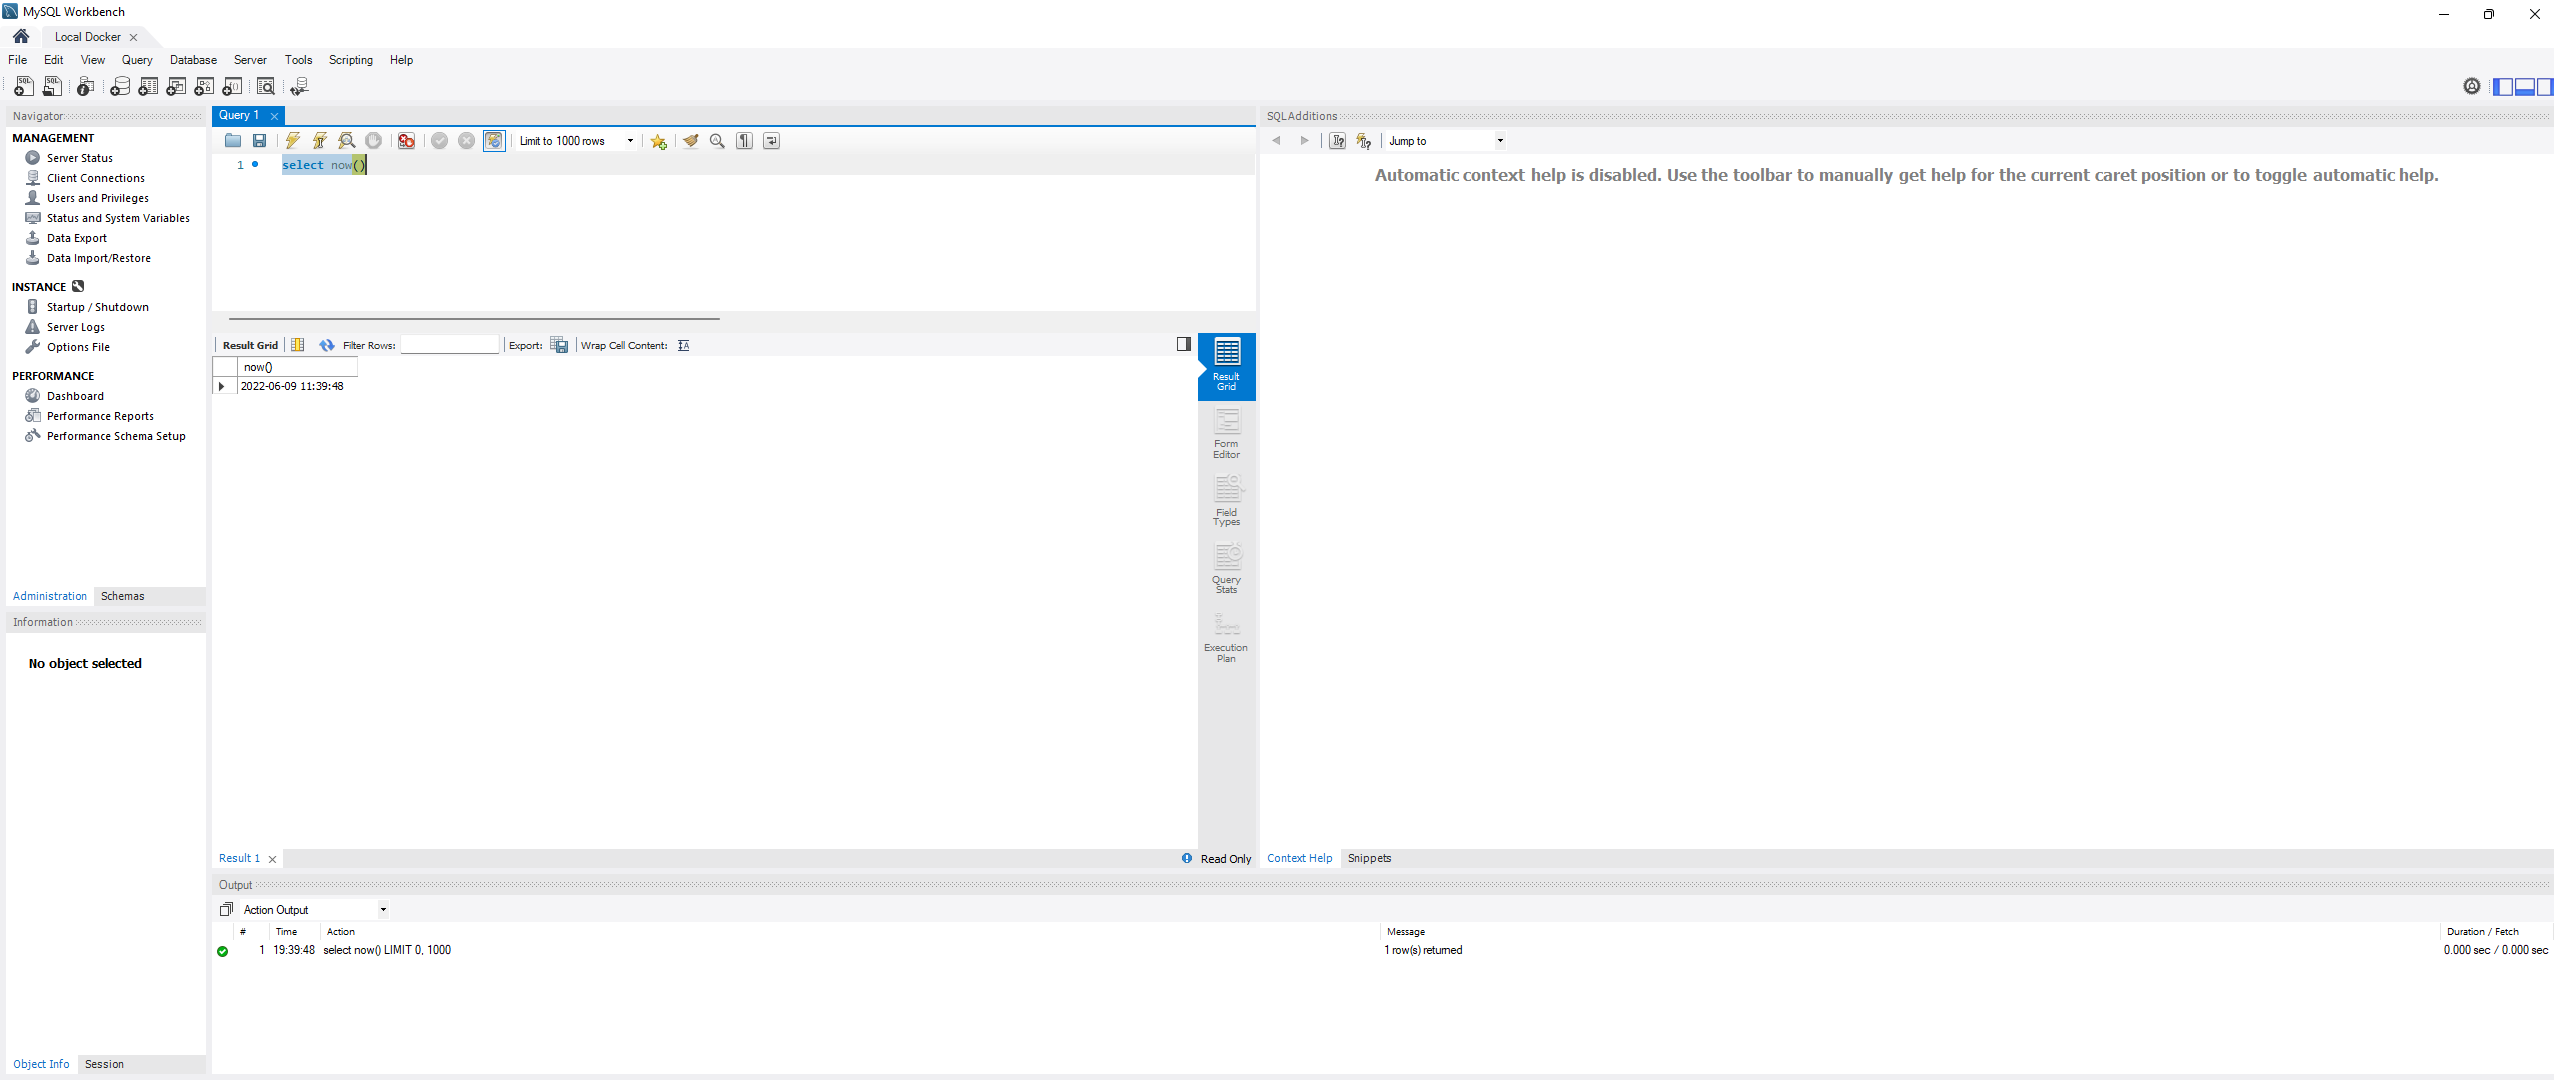 MySQL Workbench
Local Docker
File Edit View Query Database Server Tools Scripting Help
Navigator
MANAGEMENT
Server Status
Client Connections
Users and Privileges
Status and System Variables
Data Export
Data Import/Restore
INSTANCE
Startup / Shutdown
Server Logs
Options File
PERFORMANCE
Dashboard
Performance Reports
Performance Schema Setup
Administration Schemas
Information
No object selected
Object Info Session
Query 1
Limit to 1000 rows
1 select now()
Result Grid Filter Rows: Export: Wrap Cell Content:
now()
2022-06-09 11:39:48
Result
Grid
Form
Editor
Field
Types
Query
Stats
Execution
Plan
Result 1 Read Only
SQLAdditions
Jump to
Automatic context help is disabled. Use the toolbar to manually get help for the current caret position or to toggle automatic help.
Context Help Snippets
Output
Action Output
# Time Action Message Duration / Fetch
1 19:39:48 select now() LIMIT 0, 1000 1 row(s) returned 0.000 sec / 0.000 sec